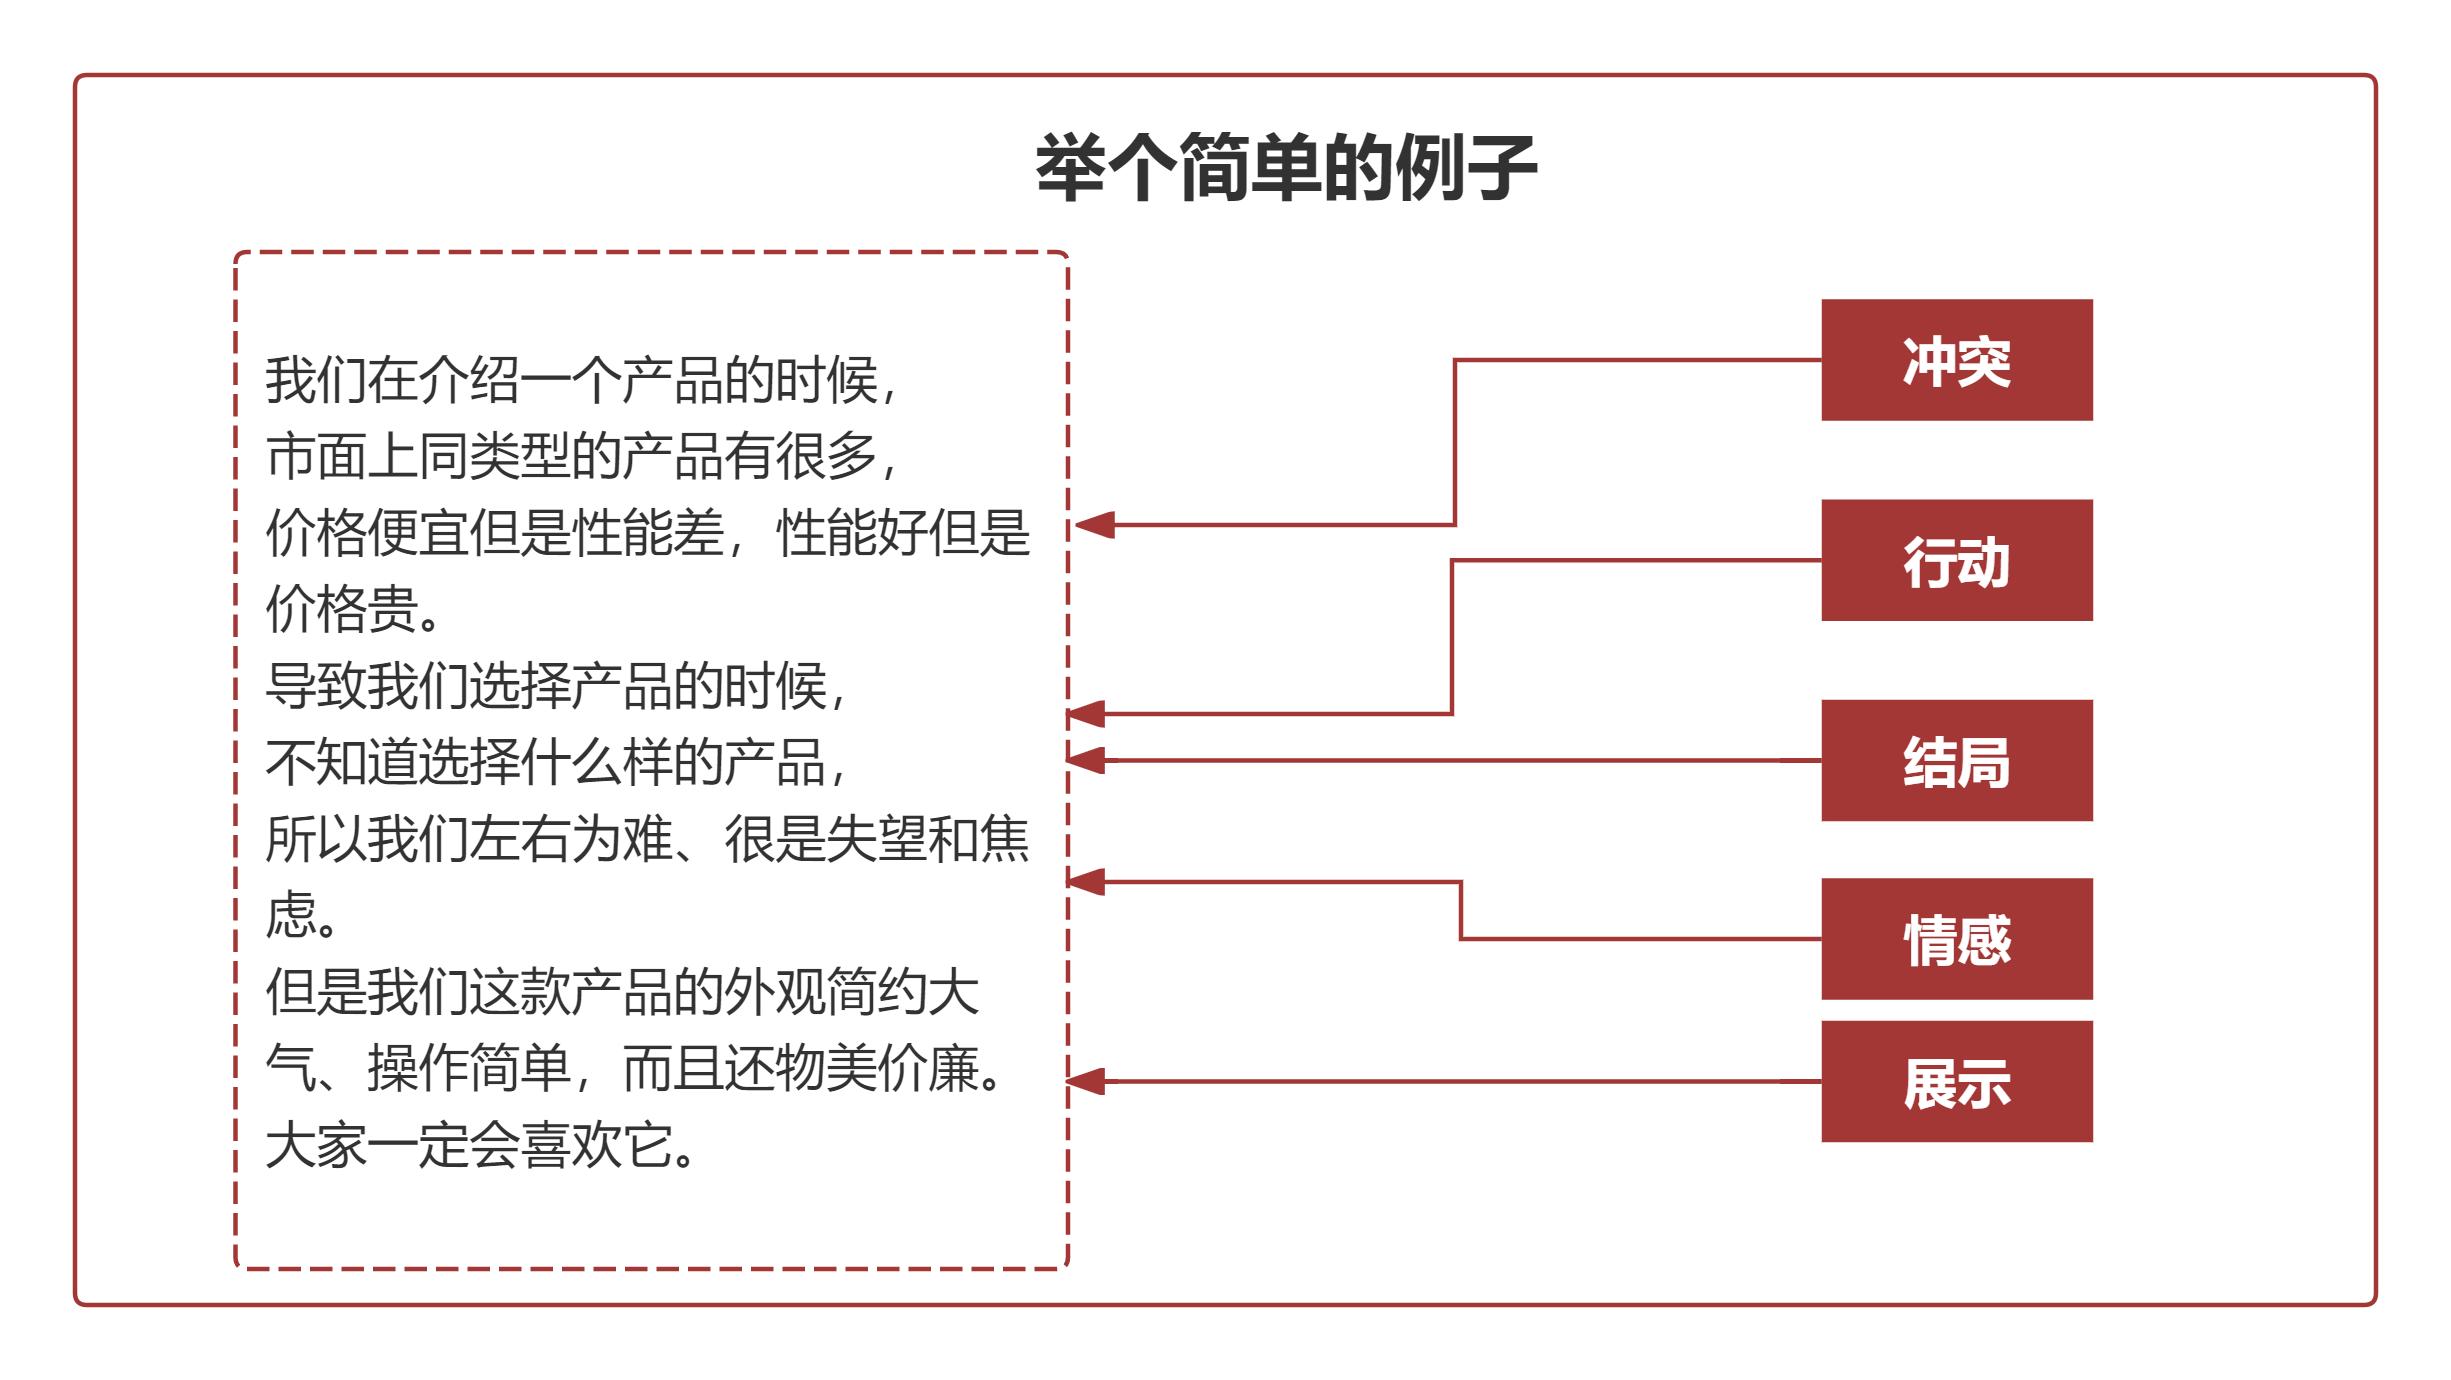 举个简单的例子
我们在介绍一个产品的时候，
市面上同类型的产品有很多，
价格便宜但是性能差，性能好但是
价格贵。
导致我们选择产品的时候，
不知道选择什么样的产品，
所以我们左右为难、很是失望和焦
虑。
但是我们这款产品的外观简约大
气、操作简单，而且还物美价廉。
大家一定会喜欢它。
冲突
行动
结局
情感
展示